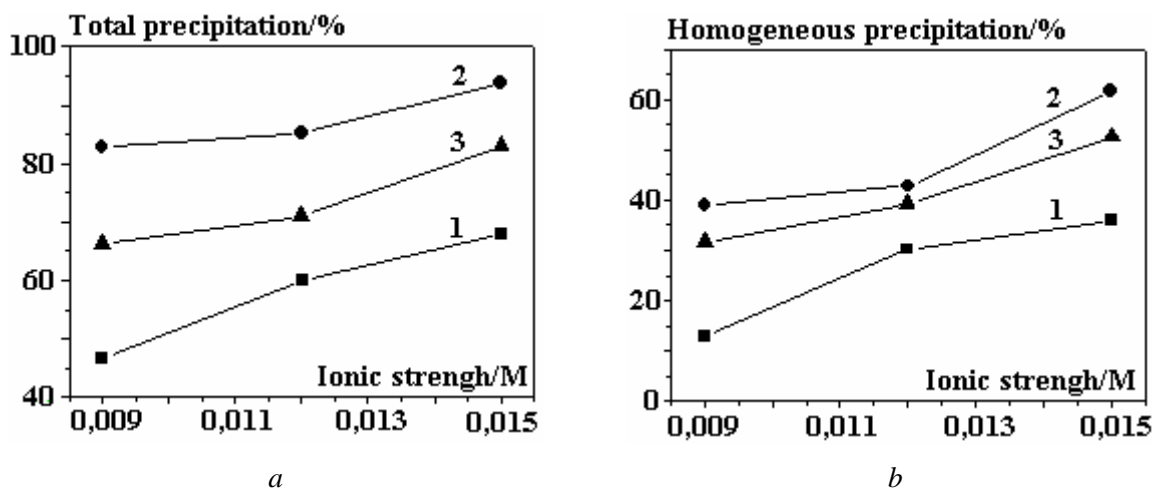 Total precipitation/%
100
80
60
40
2
3
1
Ionic strengh/M
0,009 0,011 0,013 0,015
a
Homogeneous precipitation/%
60
40
20
0
2
3
1
Ionic strengh/M
0,009 0,011 0,013 0,015
b